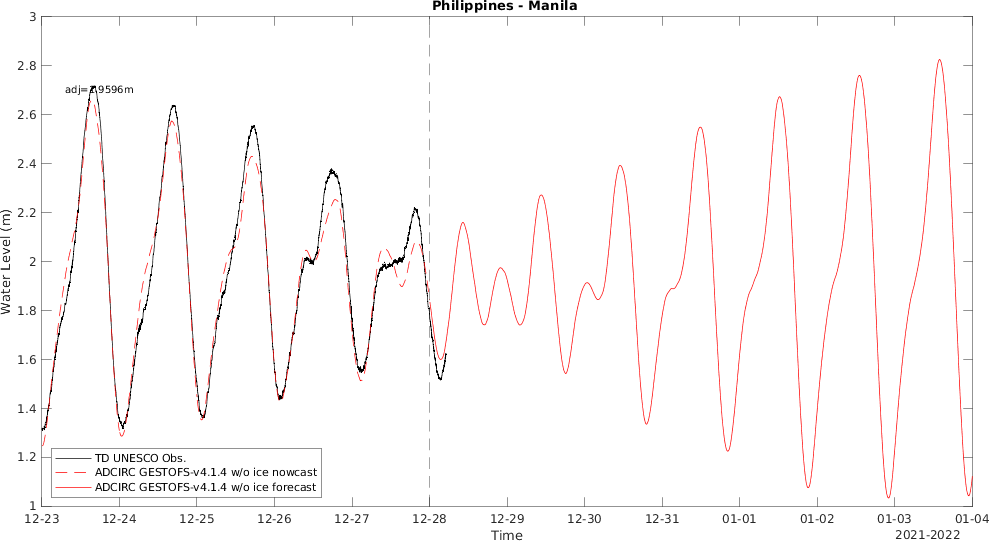 Philippines - Manila
3
2.8
2.6
2.4
2.2
2
1.8
1.6
1.4
1.2
1
Water Level (m)
TD UNESCO Obs.
ADCIRC GESTOFS-v4.1.4 w/o ice nowcast
ADCIRC GESTOFS-v4.1.4 w/o ice forecast
12-23 12-24 12-25 12-26 12-27 12-28 12-29 12-30 12-31 01-01 01-02 01-03 01-04
Time
2021-2022